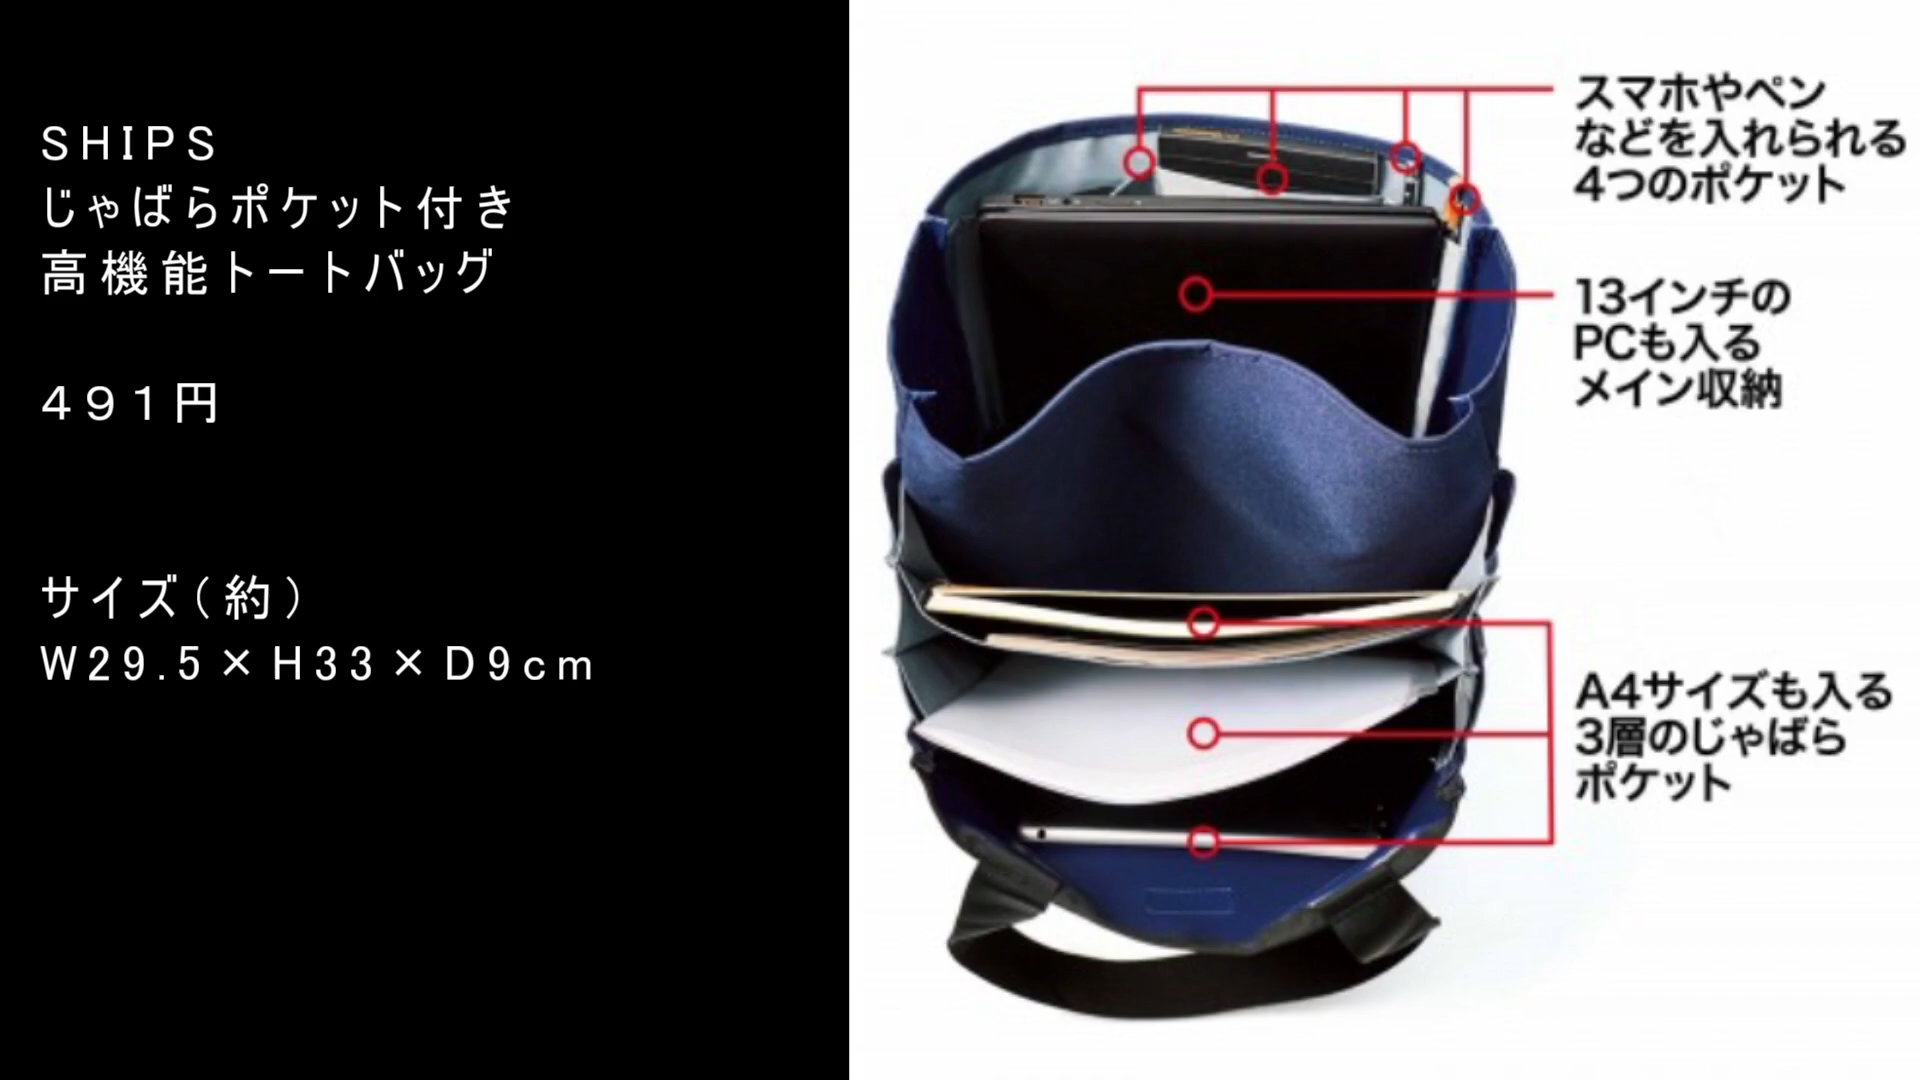 SHIPS
じゃばらポケット付き
高機能トートバッグ
491円
サイズ(約)
W29.5×H33×D9cm
スマホやペン
などを入れられる
4つのポケット
13インチの
PCも入る
メイン収納
A4サイズも入る
3層のじゃばら
ポケット